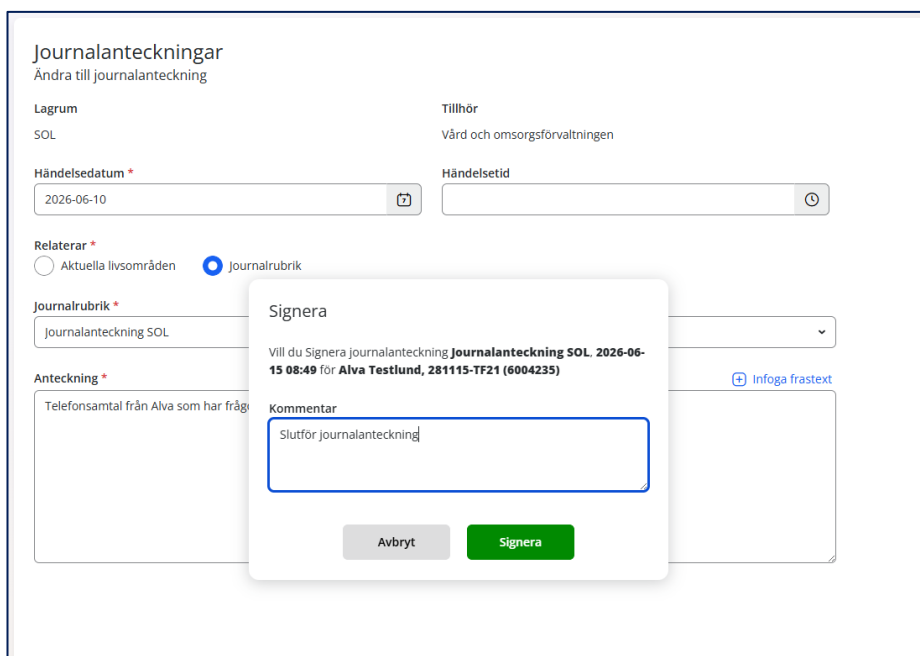 Journalanteckningar
Ändra till journalanteckning
Lagrum
Tillhör
SOL
Vård och omsorgsförvaltningen
Händelsedatum *
Händelsetid
2026-06-10
Relaterar *
Aktuella livsområden
Journalrubrik
Journalrubrik *
Journalanteckning SOL
Anteckning *
Infoga frastext
Telefonsamtal från Alva som har
Signera
Vill du Signera journalanteckning Journalanteckning SOL, 2026-06-
15 08:49 för Alva Testlund, 281115-TF21 (6004235)
Kommentar
Slutför journalanteckning
Avbryt
Signera